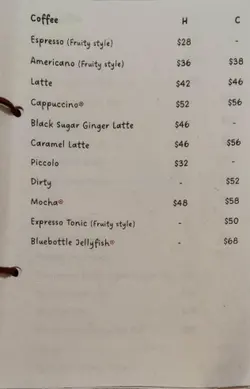 Coffee H C
Espresso (Fruity style) $28 -
Americano (Fruity style) $36 $38
Latte $42 $46
Cappuccino® $52 $56
Black Sugar Ginger Latte $46 -
Caramel Latte $46 $56
Piccolo $32 -
Dirty - $52
Mocha® $48 $58
Expresso Tonic (Fruity style) - $50
Bluebottle Jellyfish® - $68